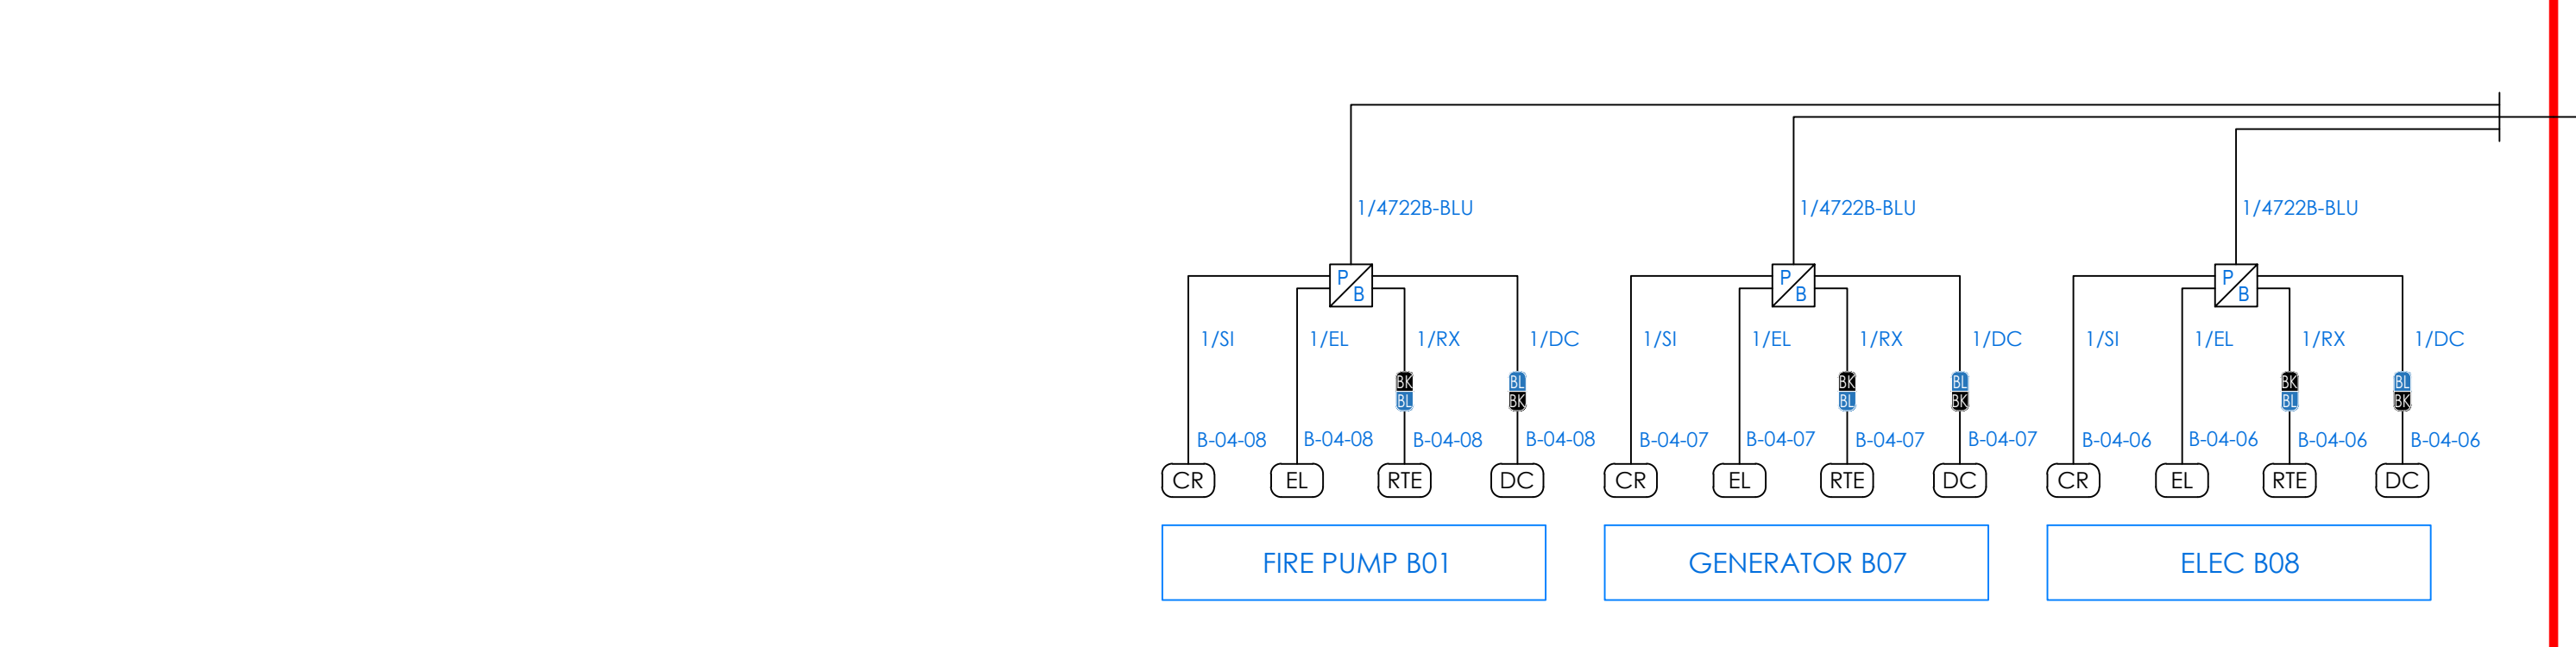 1/4722B-BLU 1/4722B-BLU 1/4722B-BLU
P P P
B B B
1/SI 1/EL 1/RX 1/DC 1/SI 1/EL 1/RX 1/DC 1/SI 1/EL 1/RX 1/DC
BK BL BK BL BK BL
BL BK BL BK BL BK
B-04-08 B-04-08 B-04-08 B-04-08 B-04-07 B-04-07 B-04-07 B-04-07 B-04-06 B-04-06 B-04-06 B-04-06
CR EL RTE DC CR EL RTE DC CR EL RTE DC
FIRE PUMP B01 GENERATOR B07 ELEC B08